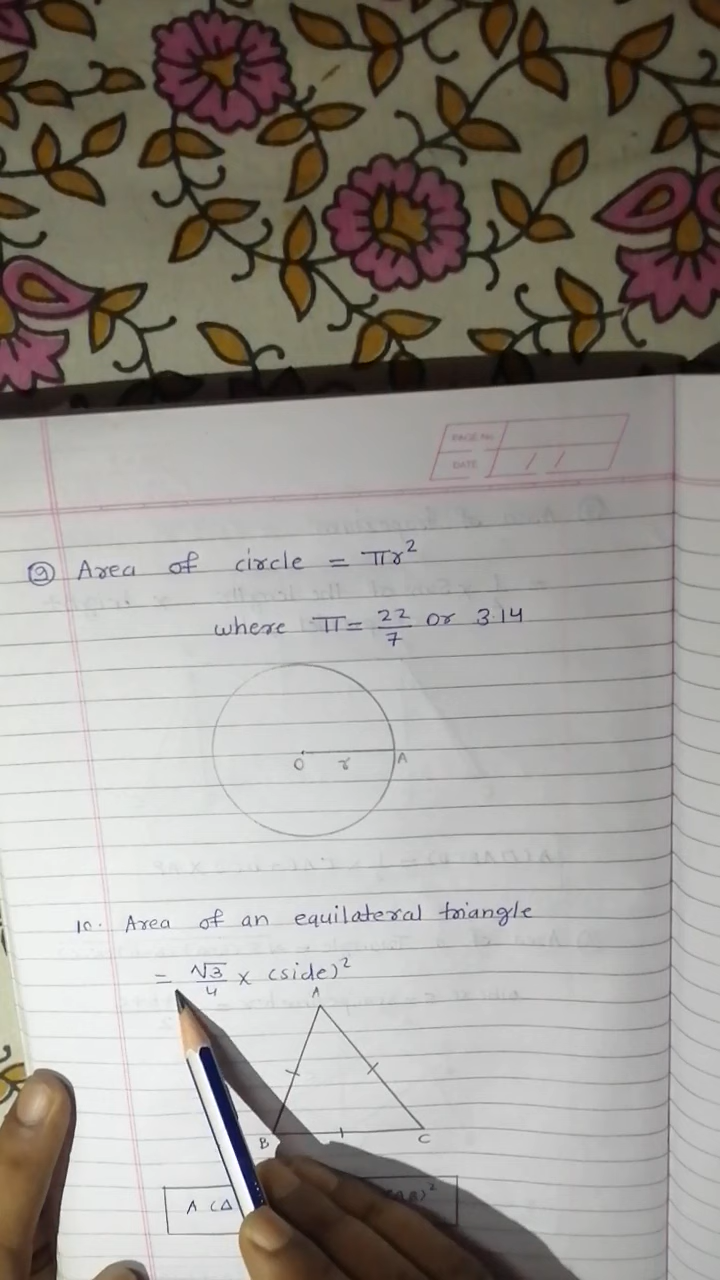 PAGE NO.
DATE / /
9 Area of circle = πr²
where π = 22/7 or 3.14
O r A
10. Area of an equilateral triangle
= √3/4 × (side)²
A
B C
A (Δ